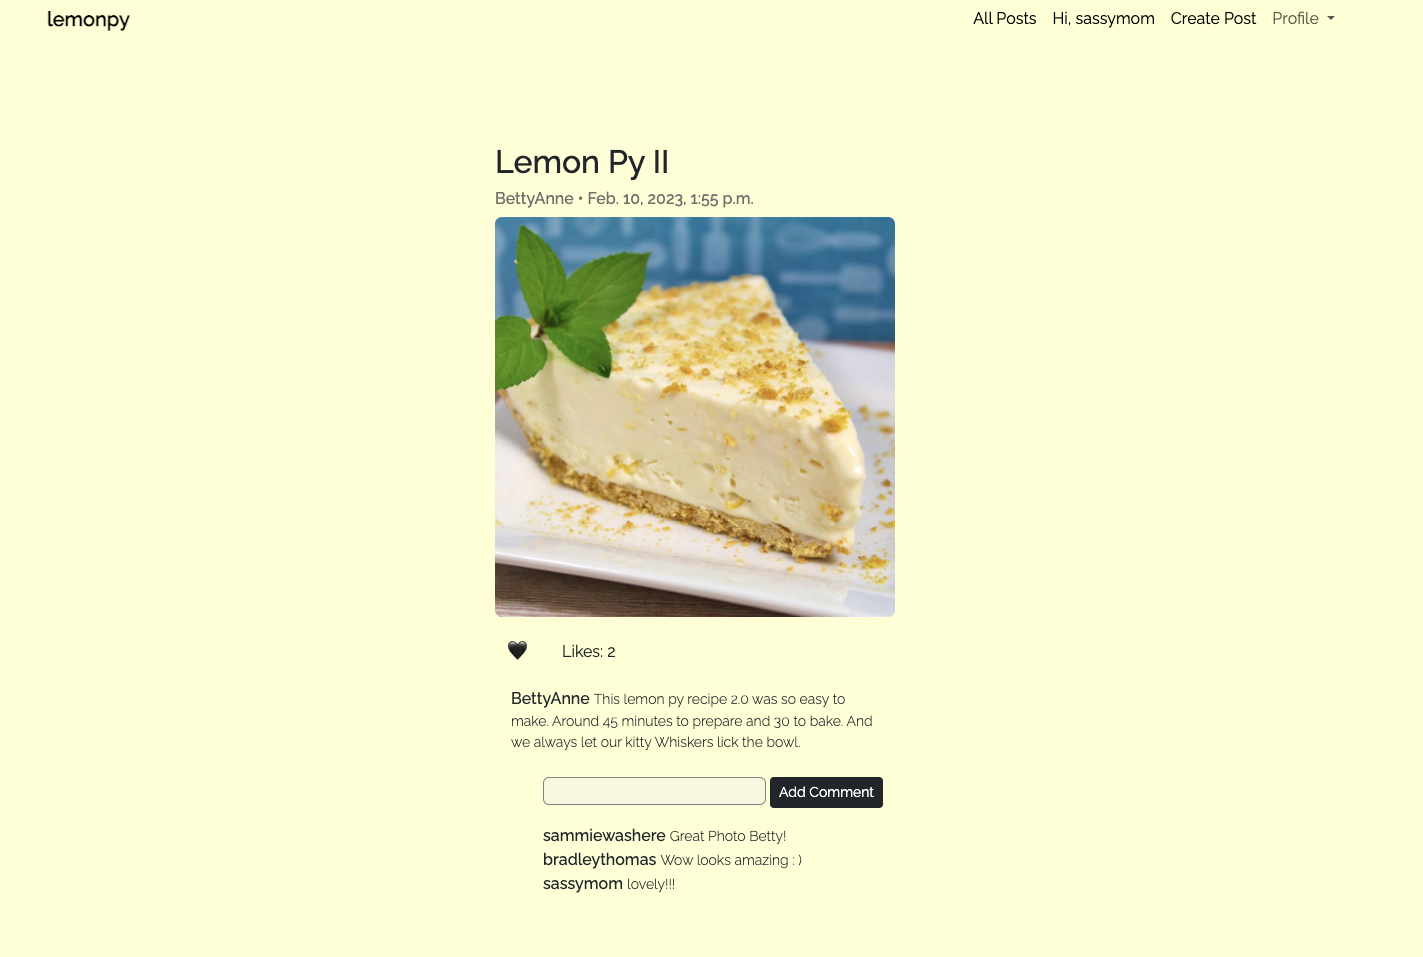 lemonpy
All Posts Hi, sassymom Create Post Profile
Lemon Py II
BettyAnne • Feb. 10, 2023, 1:55 p.m.
Likes: 2
BettyAnne This lemon py recipe 2.0 was so easy to
make. Around 45 minutes to prepare and 30 to bake. And
we always let our kitty Whiskers lick the bowl.
Add Comment
sammiewashere Great Photo Betty!
bradleythomas Wow looks amazing : )
sassymom lovely!!!